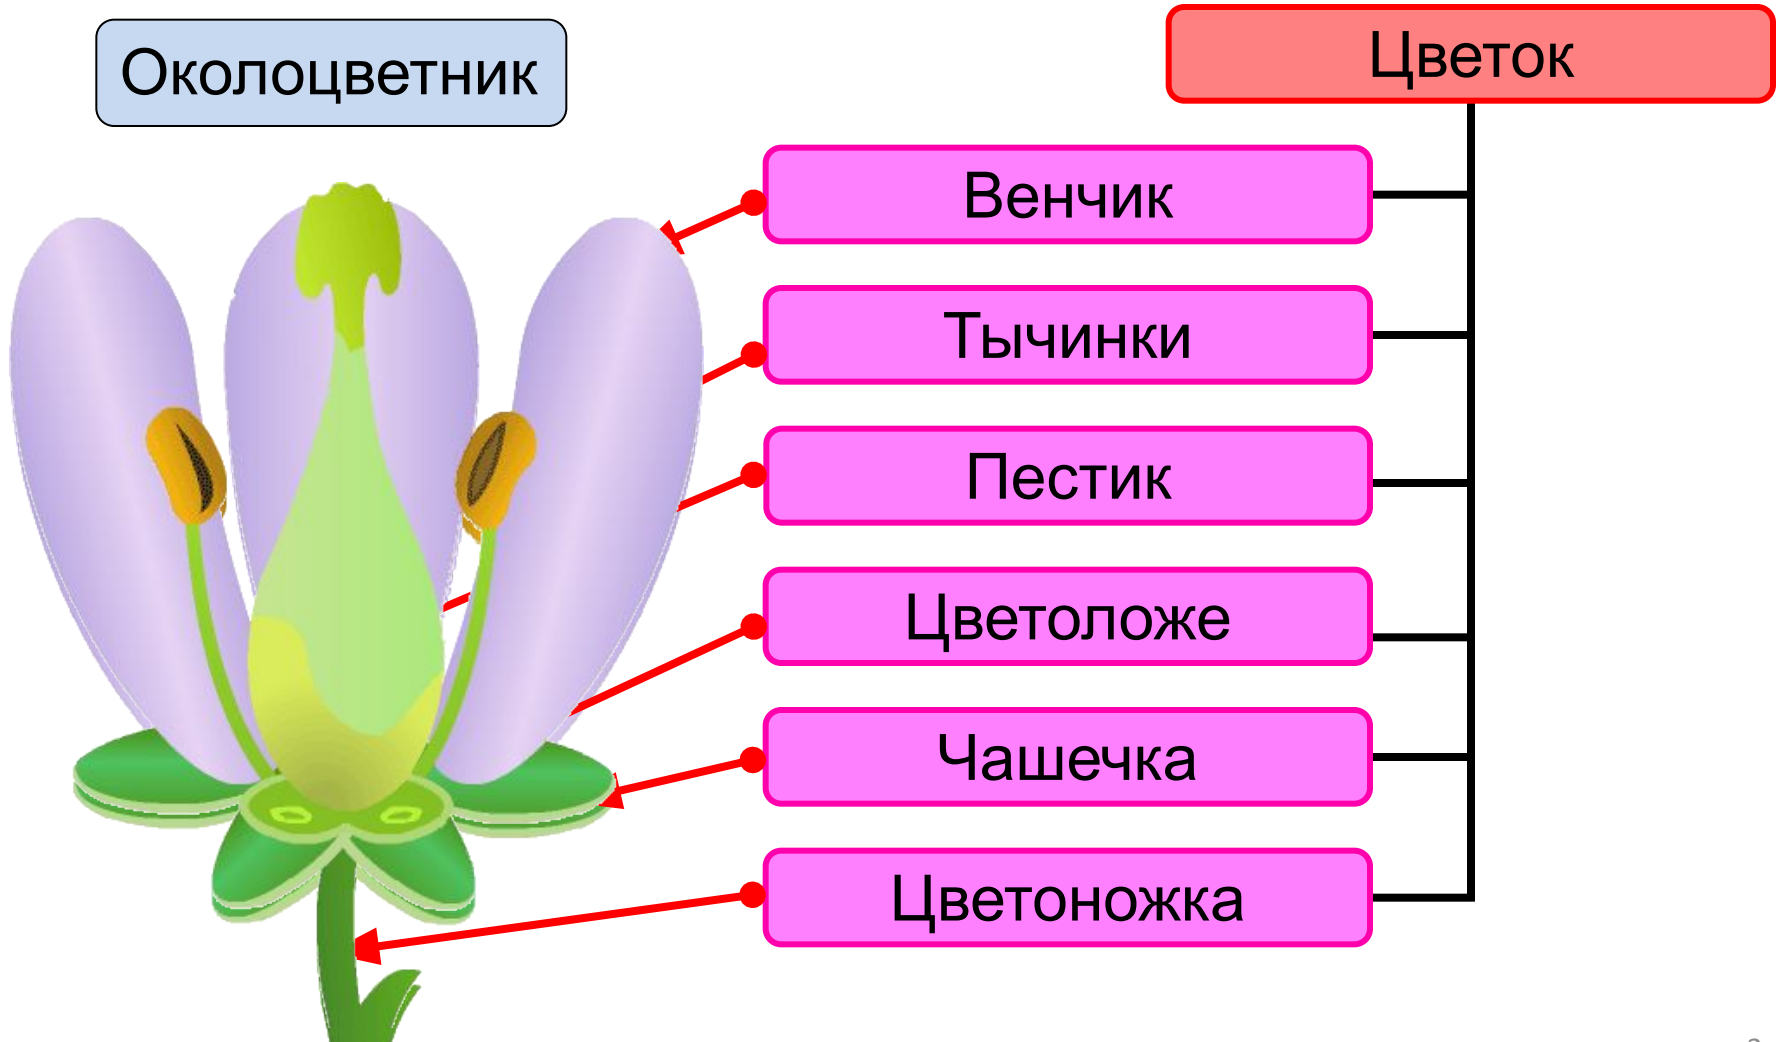 Околоцветник
Цветок
Венчик
Тычинки
Пестик
Цветоложе
Чашечка
Цветоножка